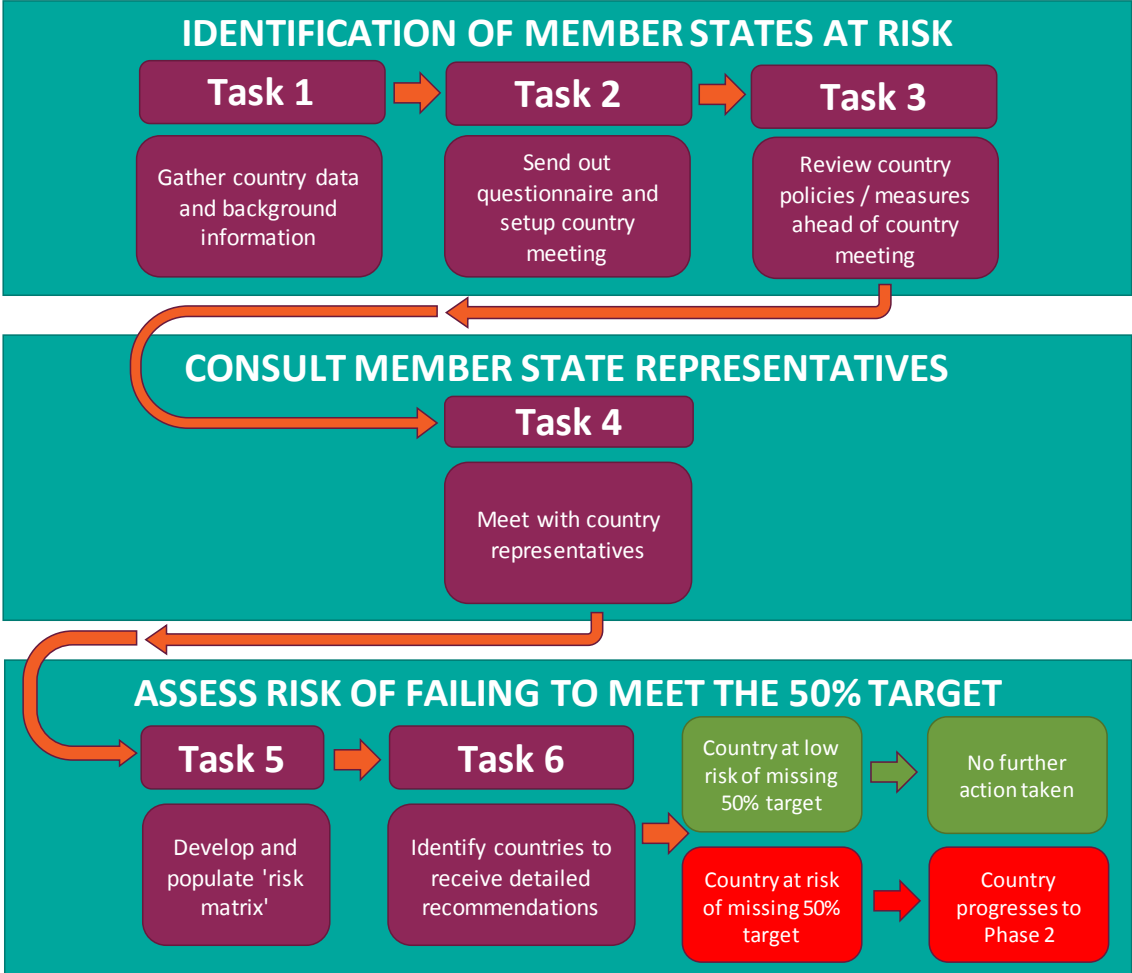 IDENTIFICATION OF MEMBER STATES AT RISK
Task 1
Task 2
Task 3
Gather country data
and background
information
Send out
questionnaire and
setup country
meeting
Review country
policies / measures
ahead of country
meeting
CONSULT MEMBER STATE REPRESENTATIVES
Task 4
Meet with country
representatives
ASSESS RISK OF FAILING TO MEET THE 50% TARGET
Task 5
Task 6
Develop and
populate 'risk
matrix'
Identify countries to
receive detailed
recommendations
Country at low
risk of missing
50% target
No further
action taken
Country at risk
of missing 50%
target
Country
progresses to
Phase 2